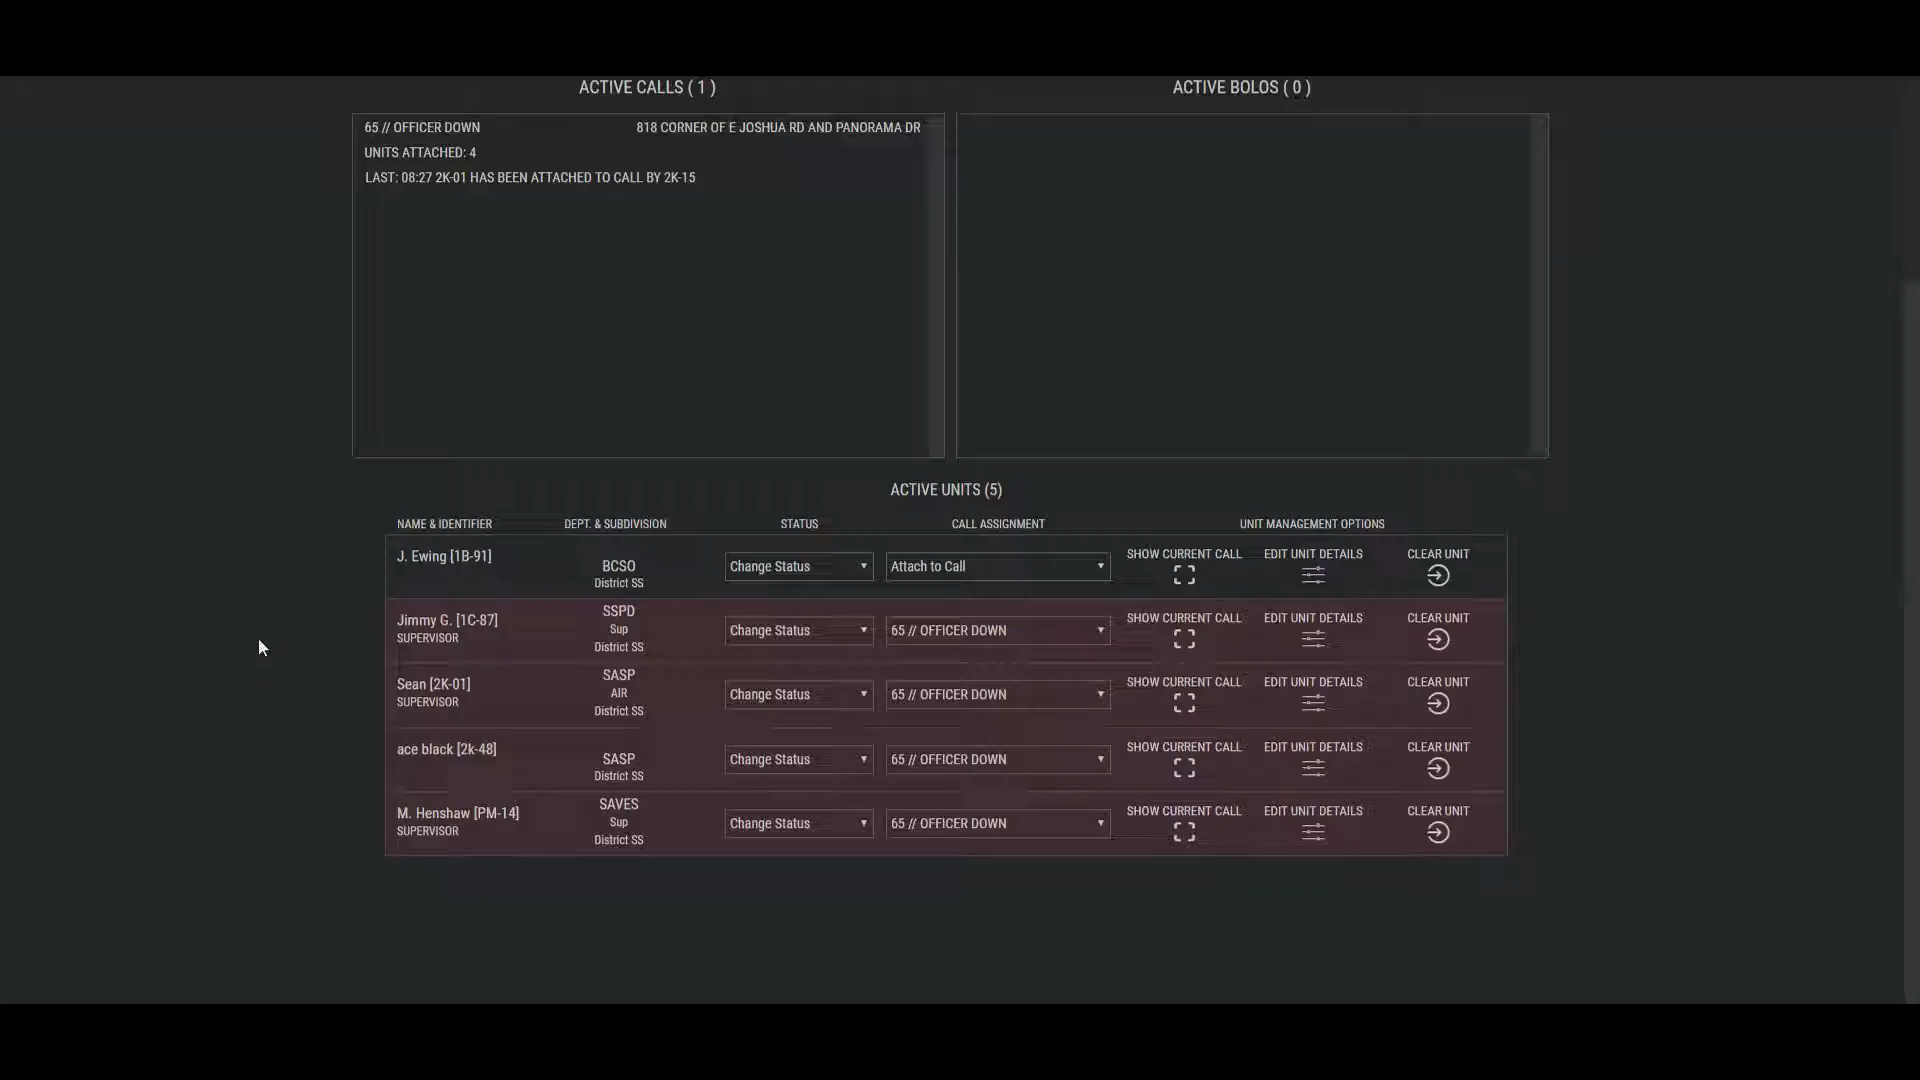 ACTIVE CALLS ( 1 )
ACTIVE BOLOS ( 0 )
65 // OFFICER DOWN 818 CORNER OF E JOSHUA RD AND PANORAMA DR
UNITS ATTACHED: 4
LAST: 08:27 2K-01 HAS BEEN ATTACHED TO CALL BY 2K-15
ACTIVE UNITS (5)
NAME & IDENTIFIER DEPT. & SUBDIVISION STATUS CALL ASSIGNMENT UNIT MANAGEMENT OPTIONS
J. Ewing [1B-91]
BCSO
District SS
Change Status
Attach to Call
SHOW CURRENT CALL EDIT UNIT DETAILS CLEAR UNIT
Jimmy G. [1C-87]
SUPERVISOR
SSPD
Sup
District SS
Change Status
65 // OFFICER DOWN
SHOW CURRENT CALL EDIT UNIT DETAILS CLEAR UNIT
Sean [2K-01]
SUPERVISOR
SASP
AIR
District SS
Change Status
65 // OFFICER DOWN
SHOW CURRENT CALL EDIT UNIT DETAILS CLEAR UNIT
ace black [2k-48]
SASP
District SS
Change Status
65 // OFFICER DOWN
SHOW CURRENT CALL EDIT UNIT DETAILS CLEAR UNIT
M. Henshaw [PM-14]
SUPERVISOR
SAVES
Sup
District SS
Change Status
65 // OFFICER DOWN
SHOW CURRENT CALL EDIT UNIT DETAILS CLEAR UNIT